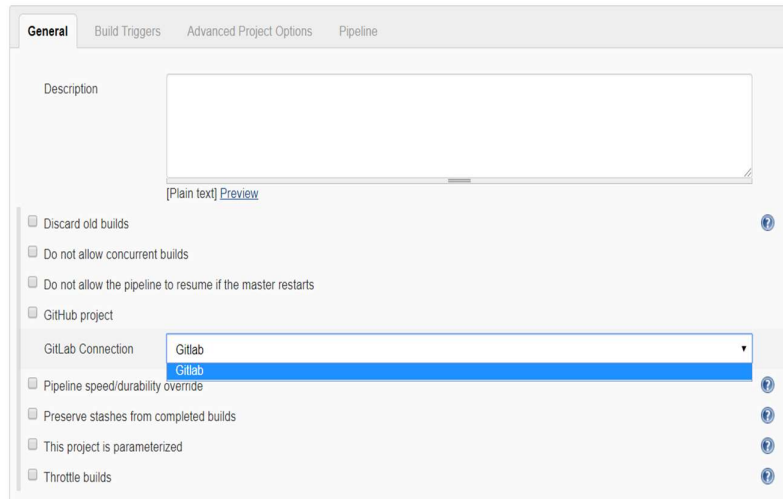 General Build Triggers Advanced Project Options Pipeline
Description
[Plain text] Preview
Discard old builds
Do not allow concurrent builds
Do not allow the pipeline to resume if the master restarts
GitHub project
GitLab Connection Gitlab
Gitlab
Pipeline speed/durability override
Preserve stashes from completed builds
This project is parameterized
Throttle builds